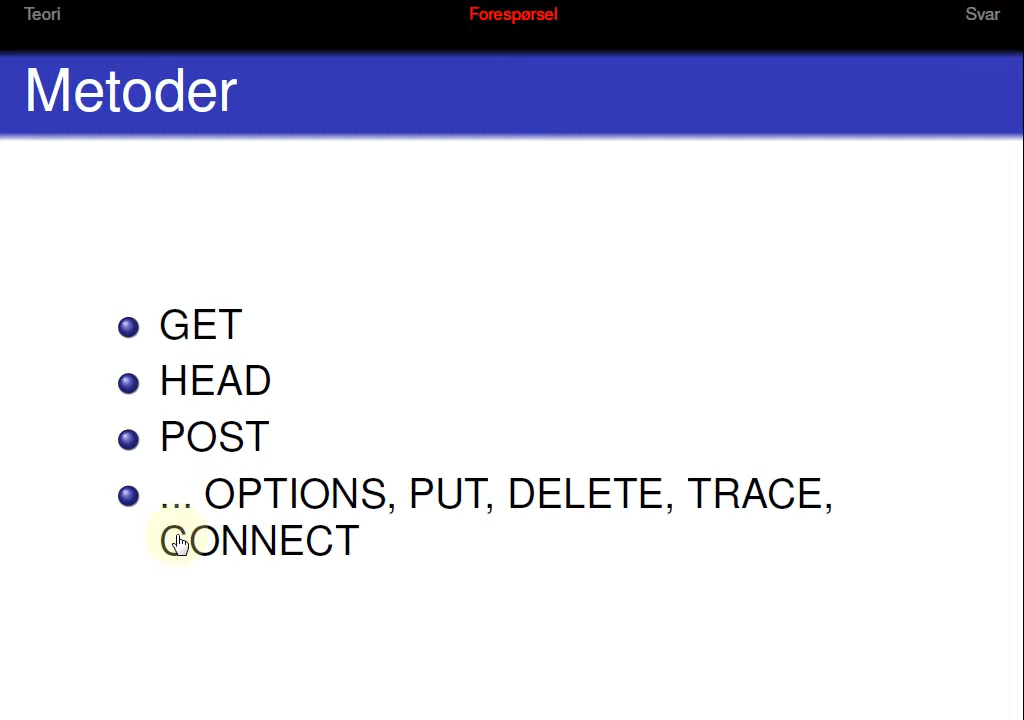 Teori Forespørsel Svar
Metoder
GET
HEAD
POST
... OPTIONS, PUT, DELETE, TRACE,
CONNECT